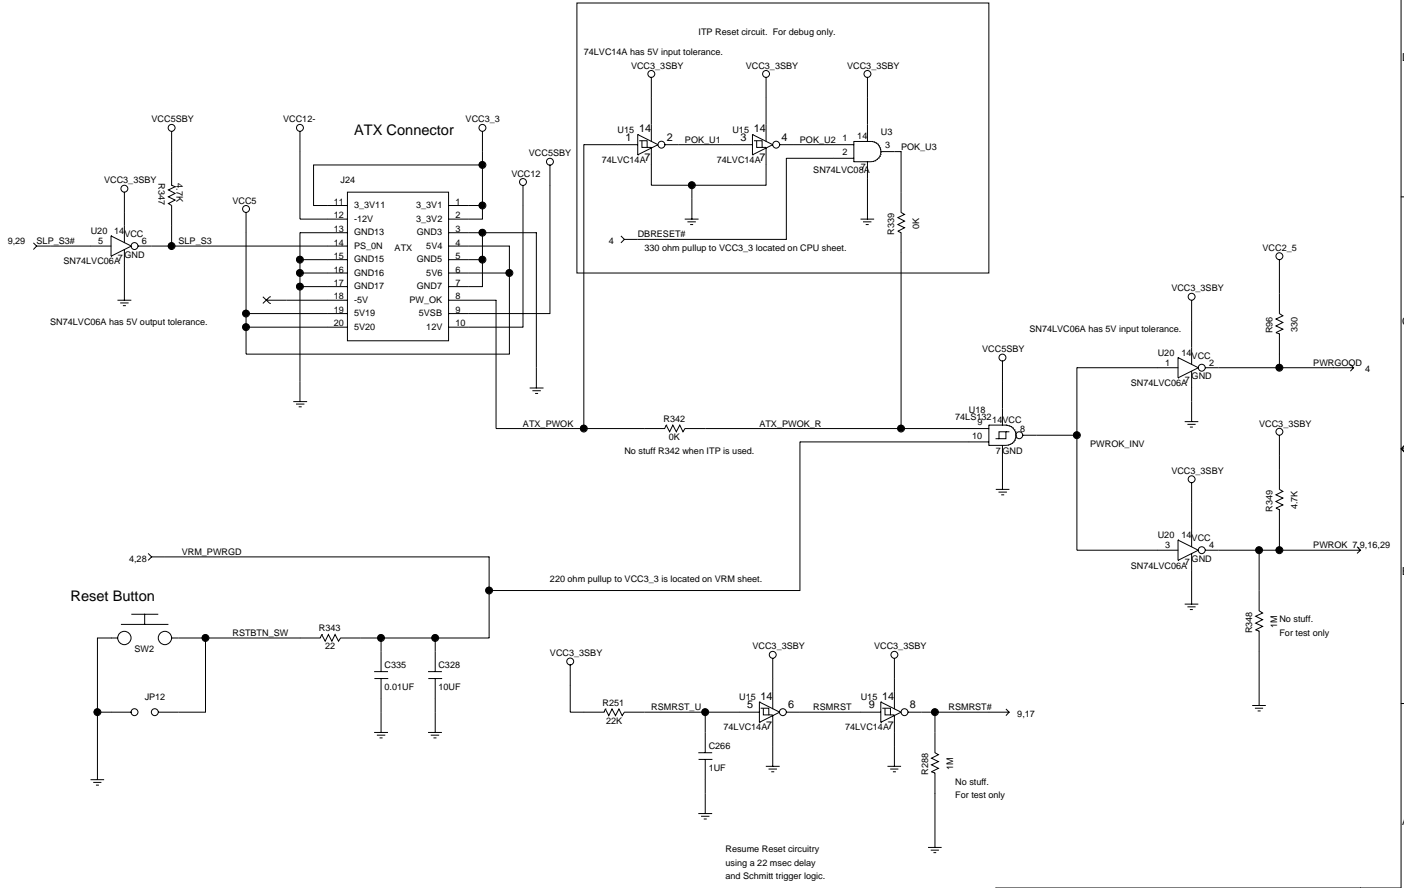 ITP Reset circuit. For debug only.
74LVC14A has 5V input tolerance.
VCC3_3SBY
VCC3_3SBY
VCC3_3SBY
U15 14
1
2
7
74LVC14A
POK_U1
U15 14
3
4
7
74LVC14A
POK_U2
U3
14
1
2
3
7
SN74LVC08A
POK_U3
R339
0K
4
DBRESET#
330 ohm pullup to VCC3_3 located on CPU sheet.
ATX Connector
VCC5SBY
VCC12-
VCC3_3
VCC5SBY
VCC12
VCC3_3SBY
R347
4.7K
VCC5
J24
ATX
11 3_3V11 3_3V1 1
12 -12V 3_3V2 2
13 GND13 GND3 3
14 PS_0N 5V4 4
15 GND15 GND5 5
16 GND16 5V6 6
17 GND17 GND7 7
18 -5V PW_OK 8
19 5V19 5VSB 9
20 5V20 12V 10
9,29
SLP_S3#
U20 14
VCC
5
6
7
GND
SN74LVC06A
SLP_S3
SN74LVC06A has 5V output tolerance.
ATX_PWOK
R342
0K
ATX_PWOK_R
No stuff R342 when ITP is used.
VCC5SBY
U18
74LS132
14
VCC
9
10
8
7 GND
PWROK_INV
SN74LVC06A has 5V input tolerance.
VCC3_3SBY
U20 14
VCC
1
2
7
GND
SN74LVC06A
VCC2_5
R96
330
PWRGOOD 4
VCC3_3SBY
U20 14
VCC
3
4
7
GND
SN74LVC06A
VCC3_3SBY
R349
4.7K
PWROK 7,9,16,29
R348
1M
No stuff.
For test only
4,28
VRM_PWRGD
220 ohm pullup to VCC3_3 is located on VRM sheet.
Reset Button
SW2
RSTBTN_SW
R343
22
JP12
C335
0.01UF
C328
10UF
VCC3_3SBY
R251
22K
RSMRST_U
C266
1UF
VCC3_3SBY
U15 14
5
6
7
74LVC14A
RSMRST
VCC3_3SBY
U15 14
9
8
7
74LVC14A
RSMRST#
9,17
R288
1M
No stuff.
For test only
Resume Reset circuitry
using a 22 msec delay
and Schmitt trigger logic.